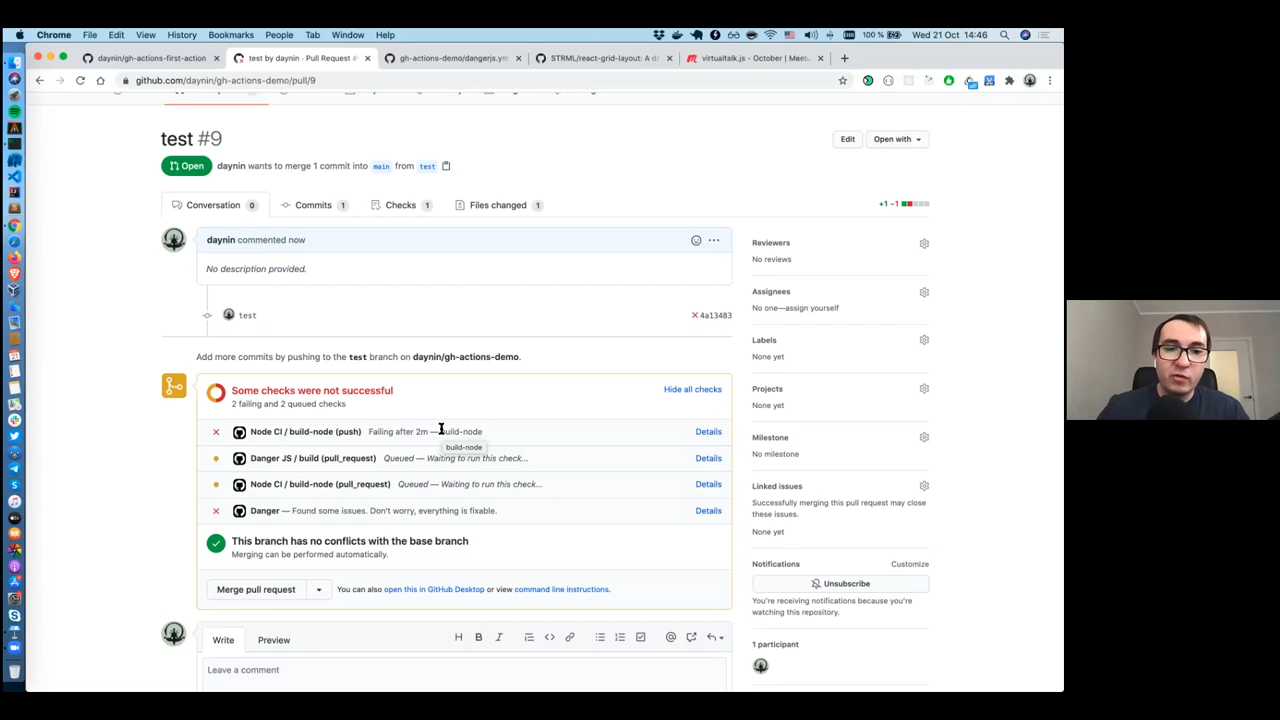 Chrome File Edit View History Bookmarks People Tab Window Help
100 % Wed 21 Oct 14:46
daynin/gh-actions-first-action
test by daynin · Pull Request #
gh-actions-demo/dangerjs.ym
STRML/react-grid-layout: A d
virtualtalk.js - October | Meet
github.com/daynin/gh-actions-demo/pull/9
test #9
Edit
Open with
Open
daynin wants to merge 1 commit into main from test
Conversation 0
Commits 1
Checks 1
Files changed 1
+1 −1
daynin commented now
No description provided.
test
4a13483
Add more commits by pushing to the test branch on daynin/gh-actions-demo.
Some checks were not successful
2 failing and 2 queued checks
Hide all checks
Node CI / build-node (push) Failing after 2m — build-node
Details
build-node
Danger JS / build (pull_request) Queued — Waiting to run this check...
Details
Node CI / build-node (pull_request) Queued — Waiting to run this check...
Details
Danger — Found some issues. Don't worry, everything is fixable.
Details
This branch has no conflicts with the base branch
Merging can be performed automatically.
Merge pull request
You can also open this in GitHub Desktop or view command line instructions.
Write
Preview
Leave a comment
Reviewers
No reviews
Assignees
No one—assign yourself
Labels
None yet
Projects
None yet
Milestone
No milestone
Linked issues
Successfully merging this pull request may close
these issues.
None yet
Notifications
Customize
Unsubscribe
You're receiving notifications because you're
watching this repository.
1 participant